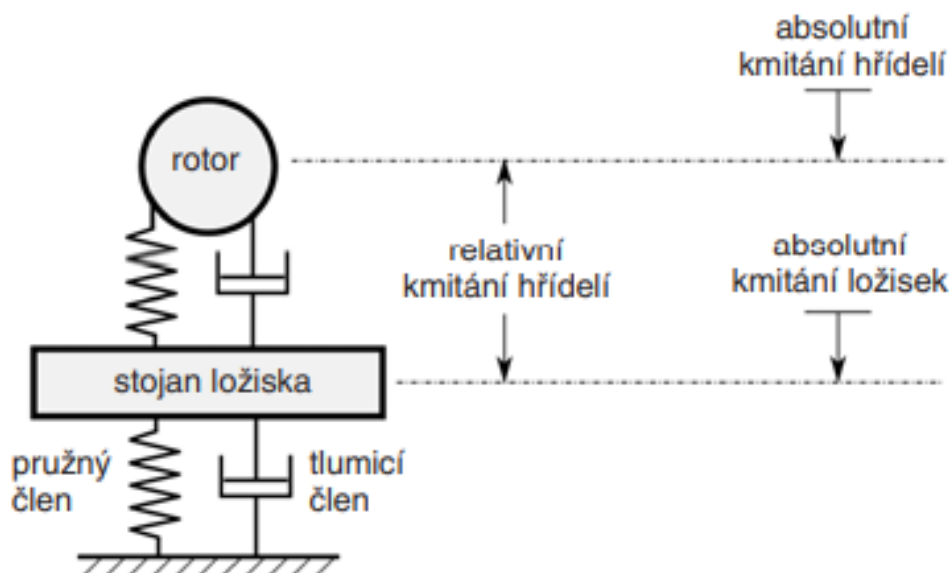 absolutní
kmitání hřídelí
rotor
relativní
kmitání hřídelí
absolutní
kmitání ložisek
stojan ložiska
pružný
člen
tlumicí
člen